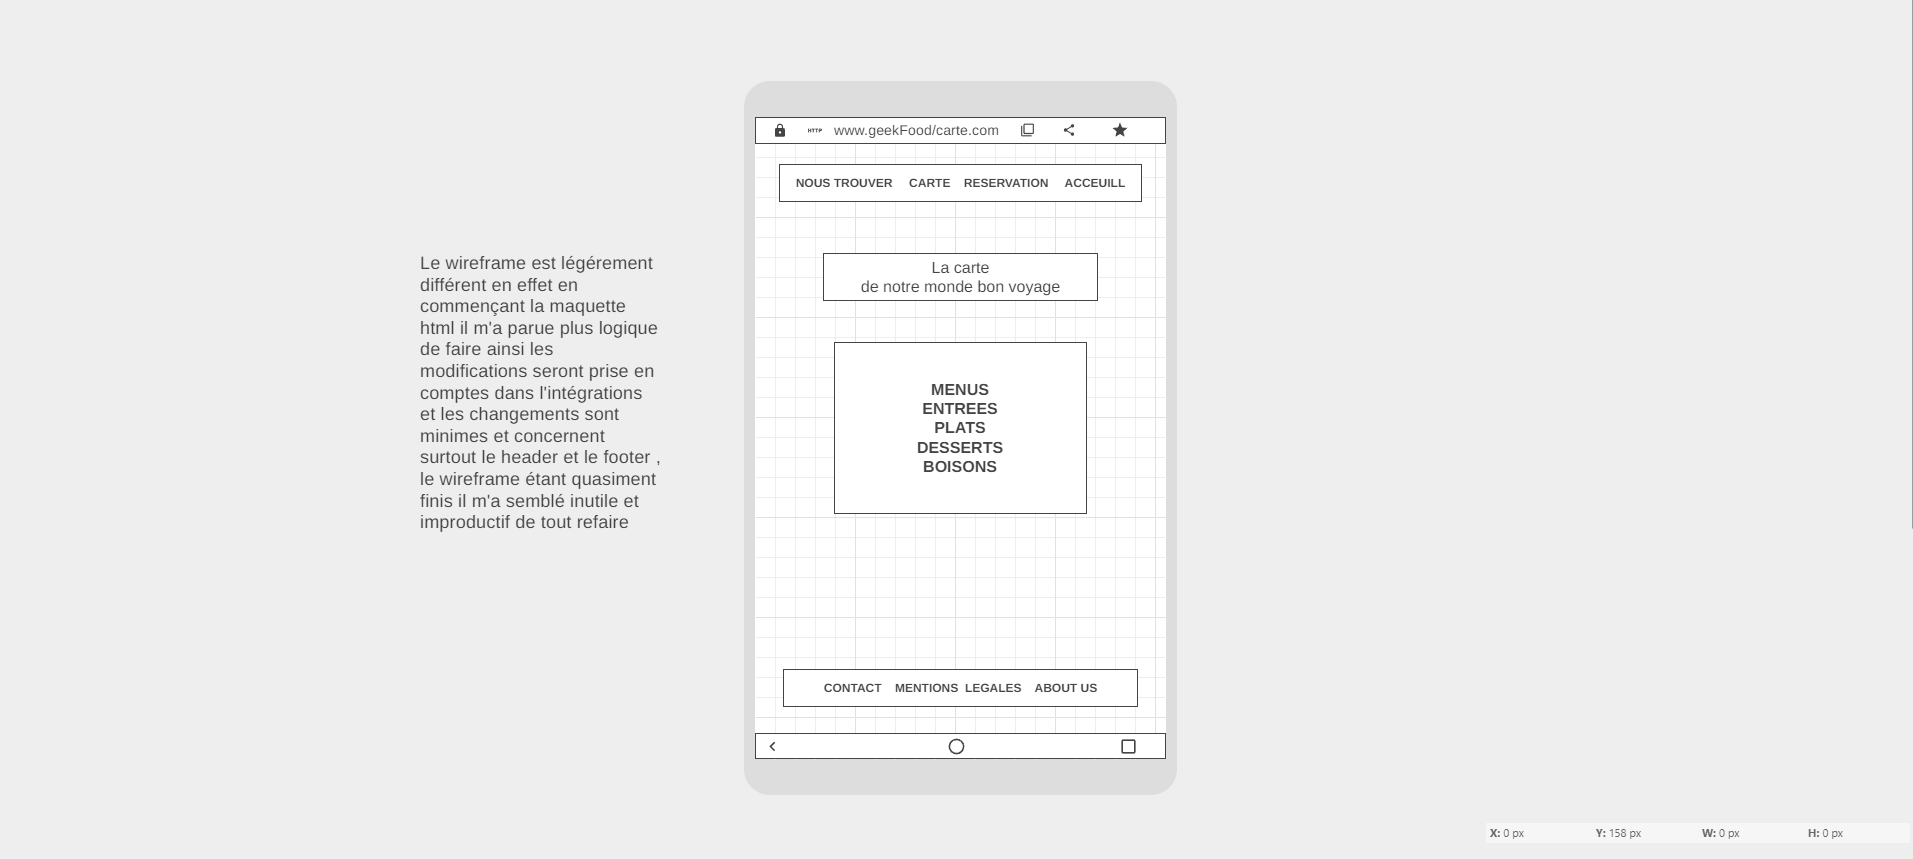 HTTP www.geekFood/carte.com
NOUS TROUVER CARTE RESERVATION ACCEUILL
La carte
de notre monde bon voyage
MENUS
ENTREES
PLATS
DESSERTS
BOISONS
CONTACT MENTIONS LEGALES ABOUT US
Le wireframe est légérement
différent en effet en
commençant la maquette
html il m'a parue plus logique
de faire ainsi les
modifications seront prise en
comptes dans l'intégrations
et les changements sont
minimes et concernent
surtout le header et le footer ,
le wireframe étant quasiment
finis il m'a semblé inutile et
improductif de tout refaire
X: 0 px Y: 158 px W: 0 px H: 0 px